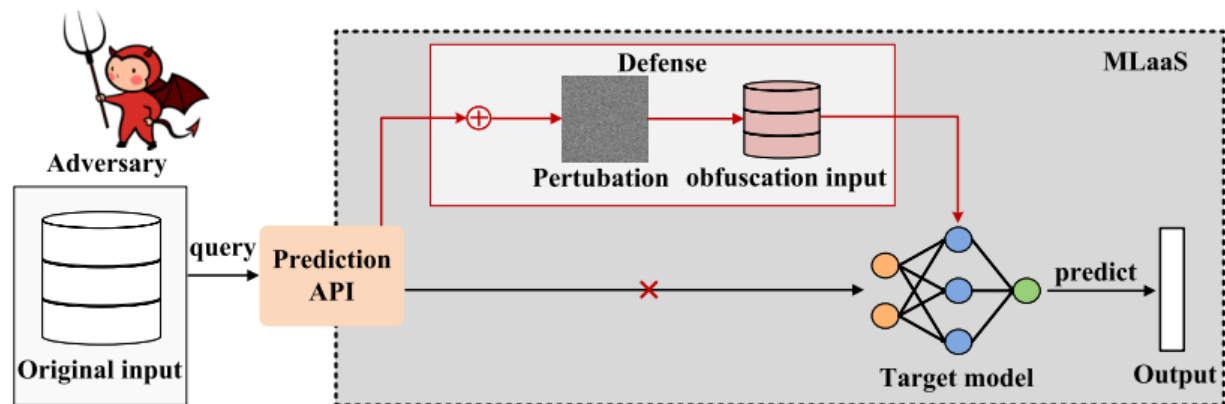 Defense
MLaaS
Adversary
Pertubation
obfuscation input
query
Prediction
API
predict
Original input
Target model
Output